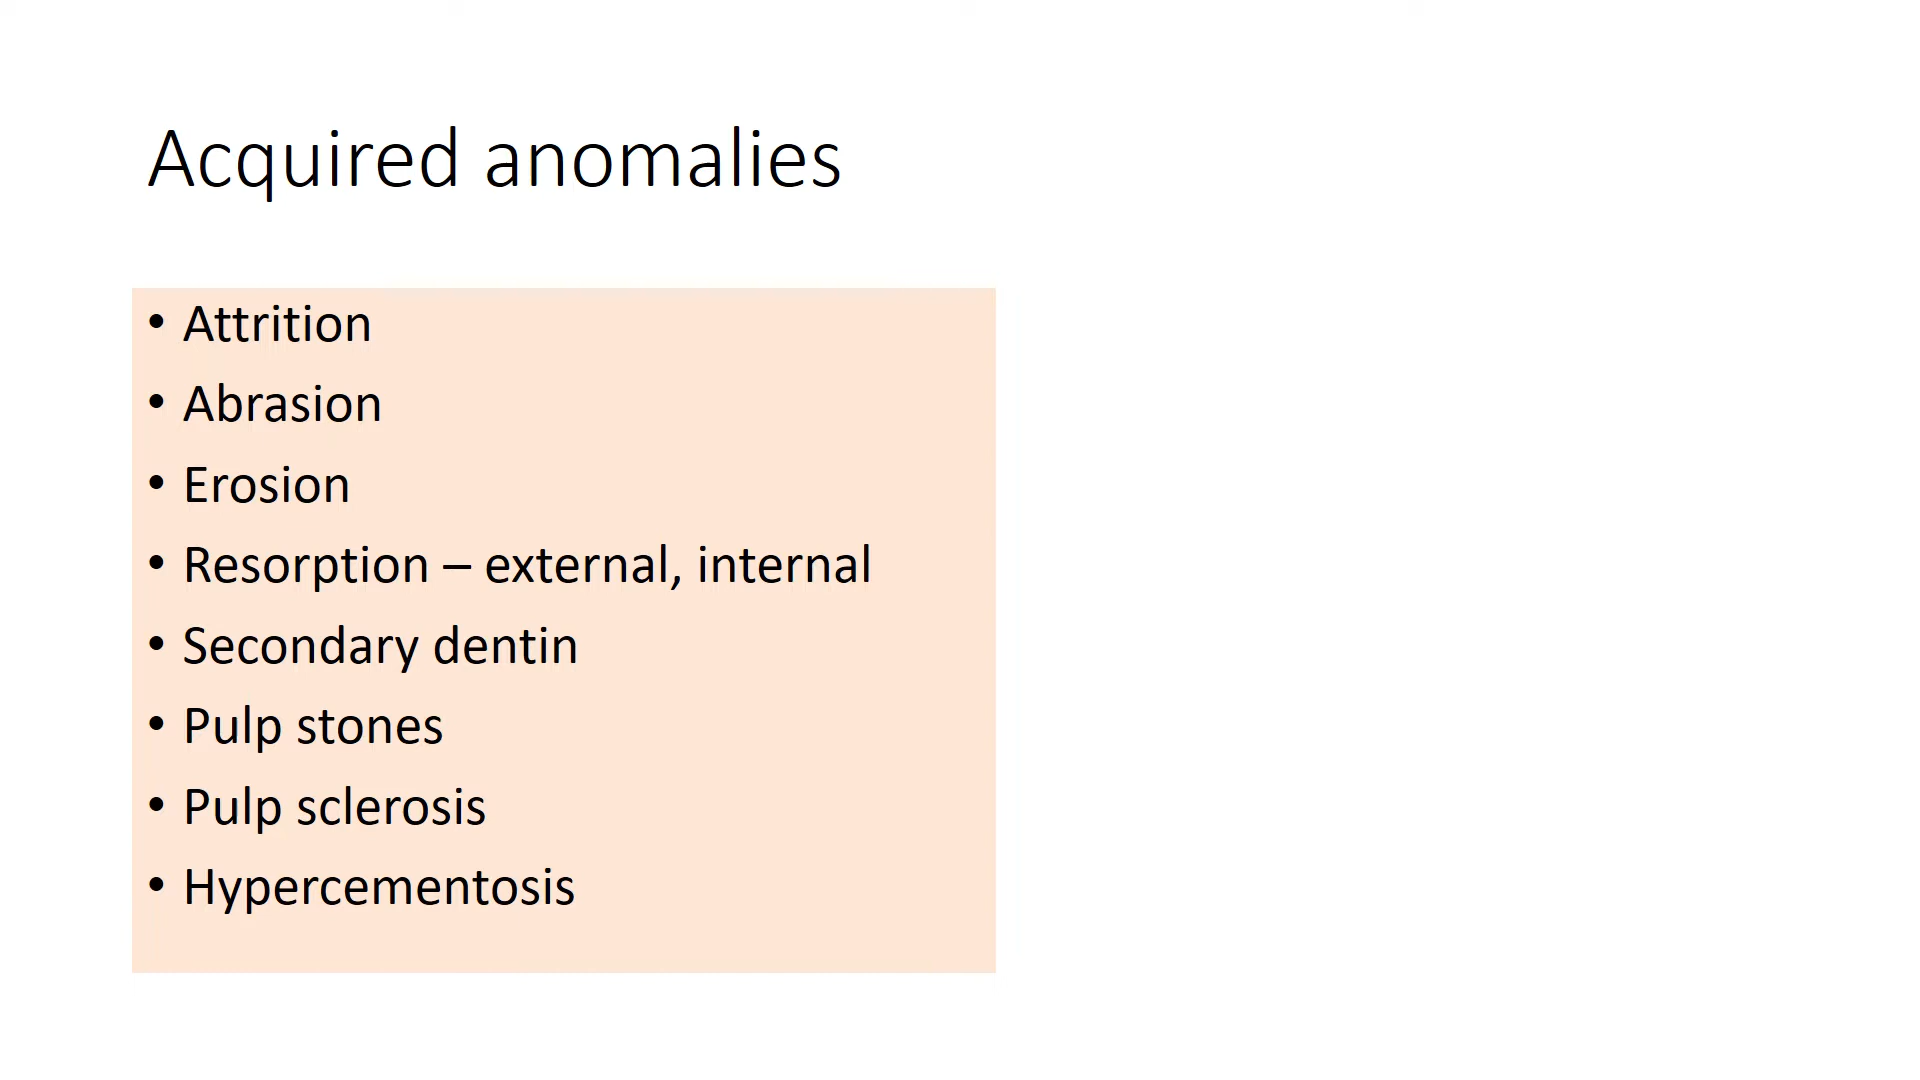 Acquired anomalies
• Attrition
• Abrasion
• Erosion
• Resorption – external, internal
• Secondary dentin
• Pulp stones
• Pulp sclerosis
• Hypercementosis